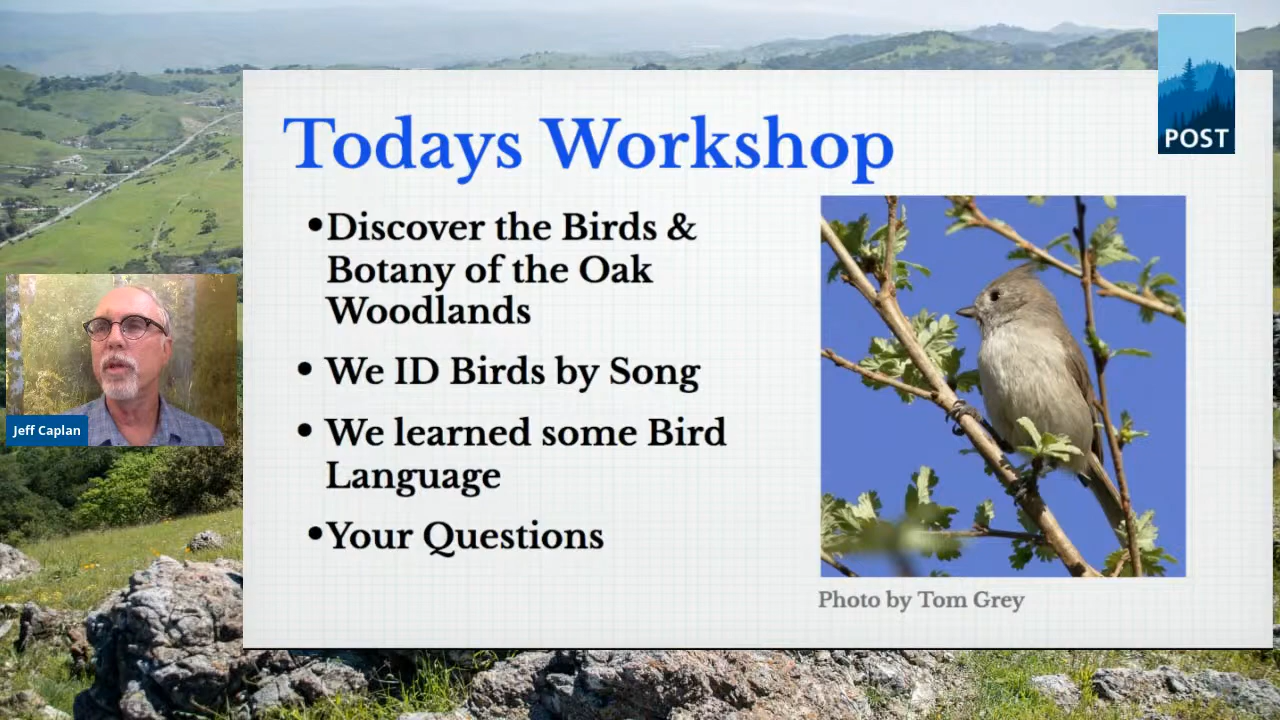 POST
Todays Workshop
•Discover the Birds &
Botany of the Oak
Woodlands
• We ID Birds by Song
• We learned some Bird
Language
•Your Questions
Photo by Tom Grey
Jeff Caplan